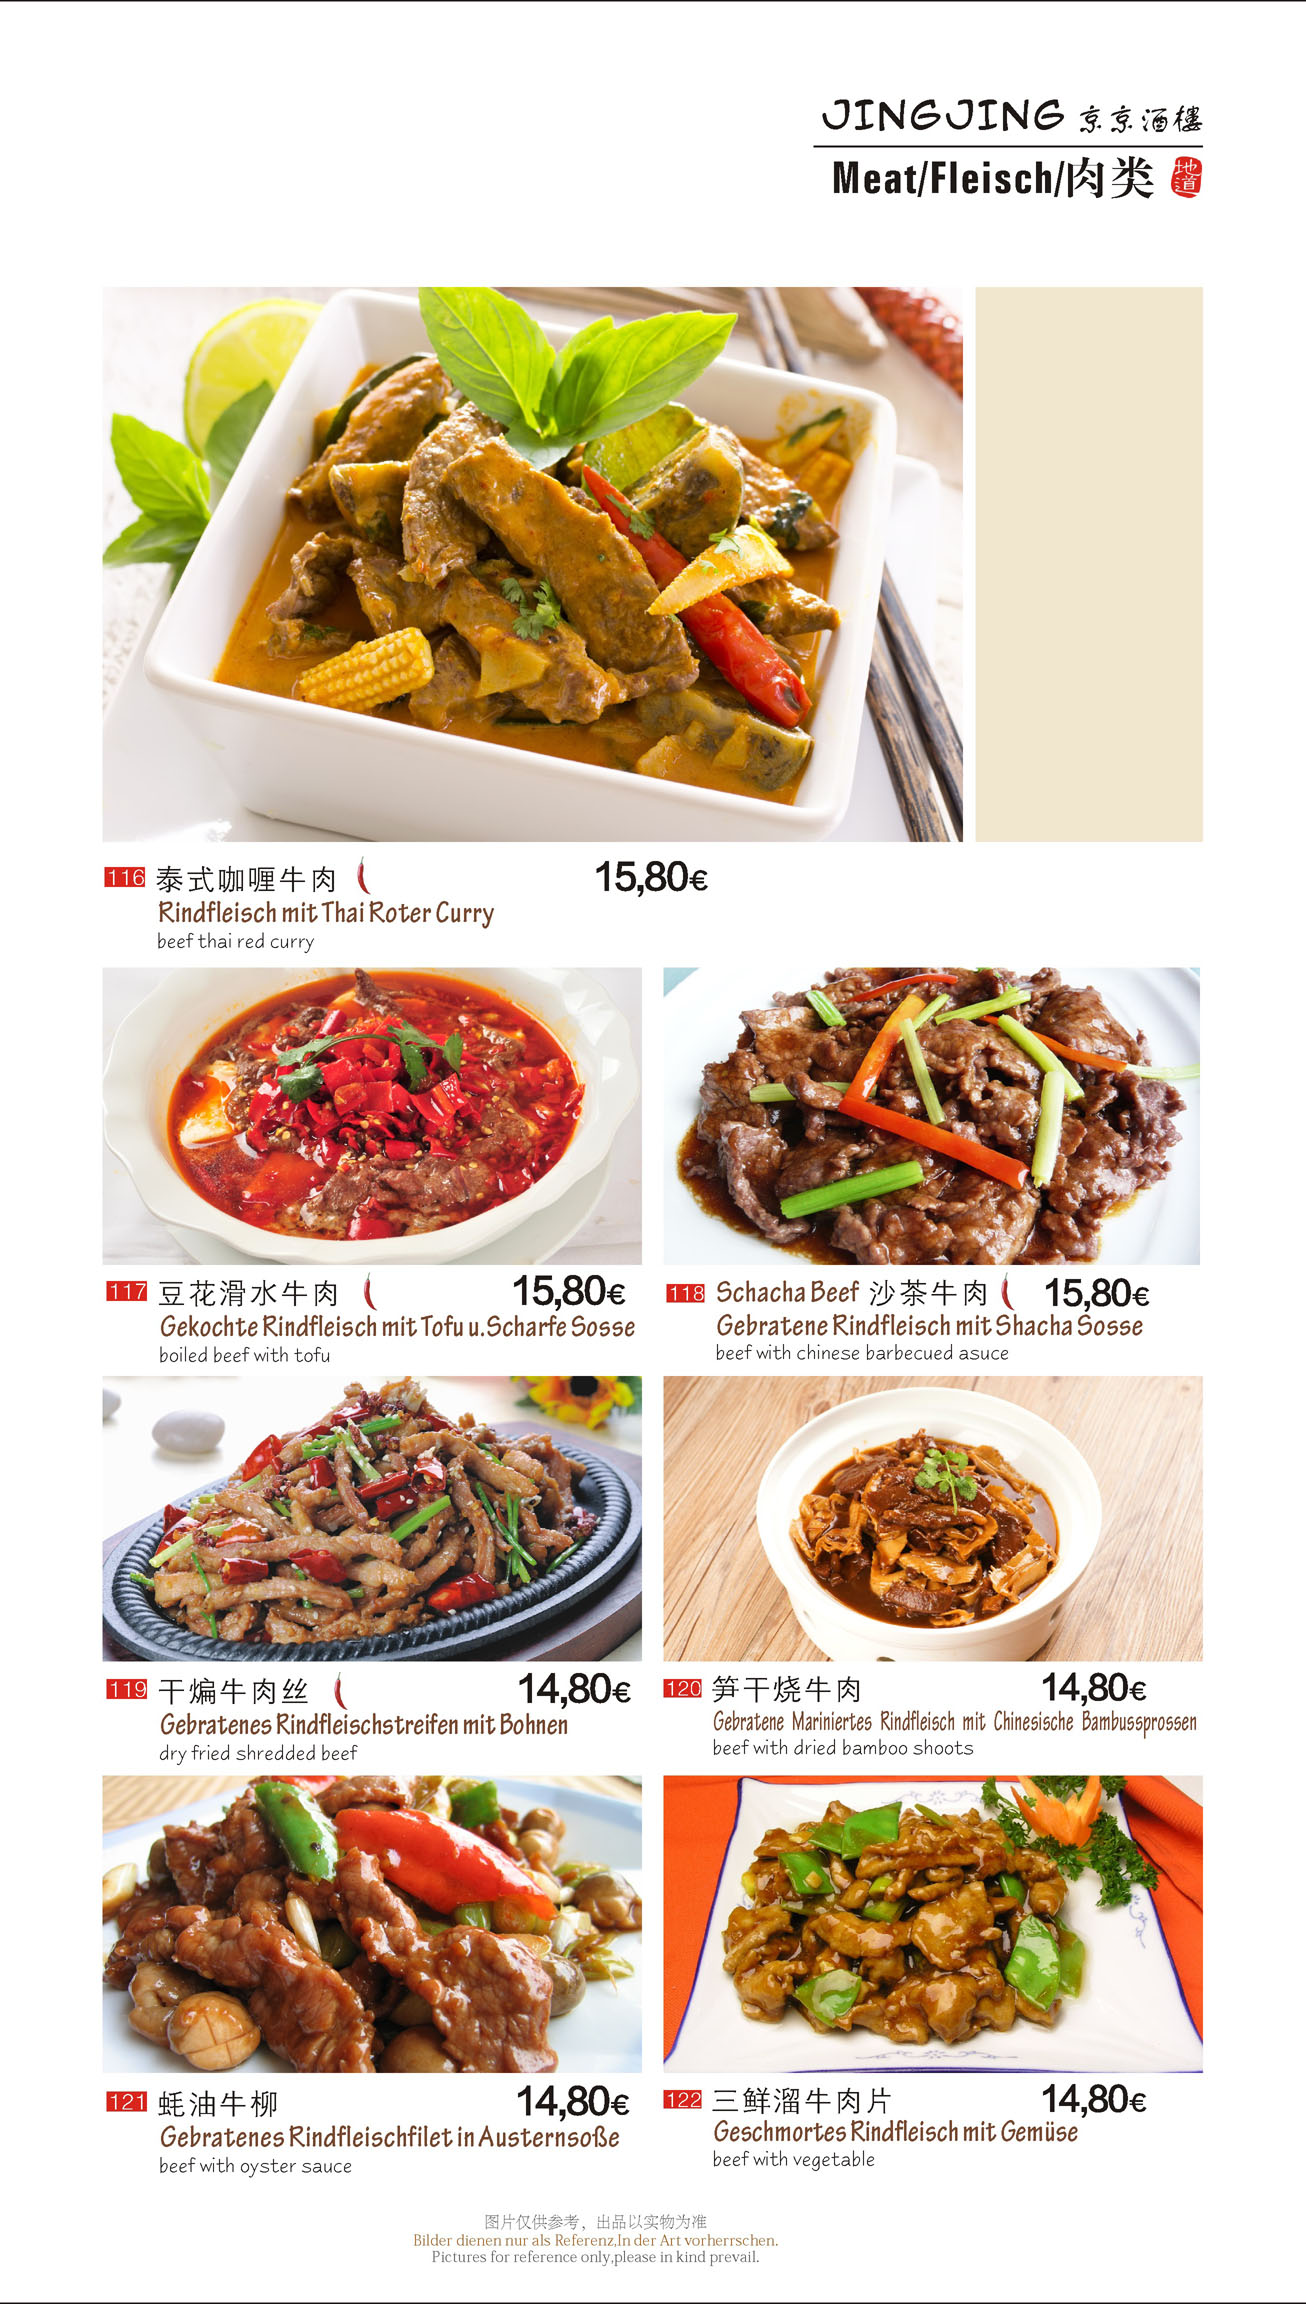 JINGJING 京京酒樓
Meat/Fleisch/肉类 地道
116 泰式咖喱牛肉 15,80€
Rindfleisch mit Thai Roter Curry
beef thai red curry
117 豆花滑水牛肉 15,80€
Gekochte Rindfleisch mit Tofu u.Scharfe Sosse
boiled beef with tofu
118 Schacha Beef 沙茶牛肉 15,80€
Gebratene Rindfleisch mit Shacha Sosse
beef with chinese barbecued asuce
119 干煸牛肉丝 14,80€
Gebratenes Rindfleischstreifen mit Bohnen
dry fried shredded beef
120 笋干烧牛肉 14,80€
Gebratene Mariniertes Rindfleisch mit Chinesische Bambussprossen
beef with dried bamboo shoots
121 蚝油牛柳 14,80€
Gebratenes Rindfleischfilet in Austernsoße
beef with oyster sauce
122 三鲜溜牛肉片 14,80€
Geschmortes Rindfleisch mit Gemüse
beef with vegetable
图片仅供参考，出品以实物为准
Bilder dienen nur als Referenz,In der Art vorherrschen.
Pictures for reference only,please in kind prevail.